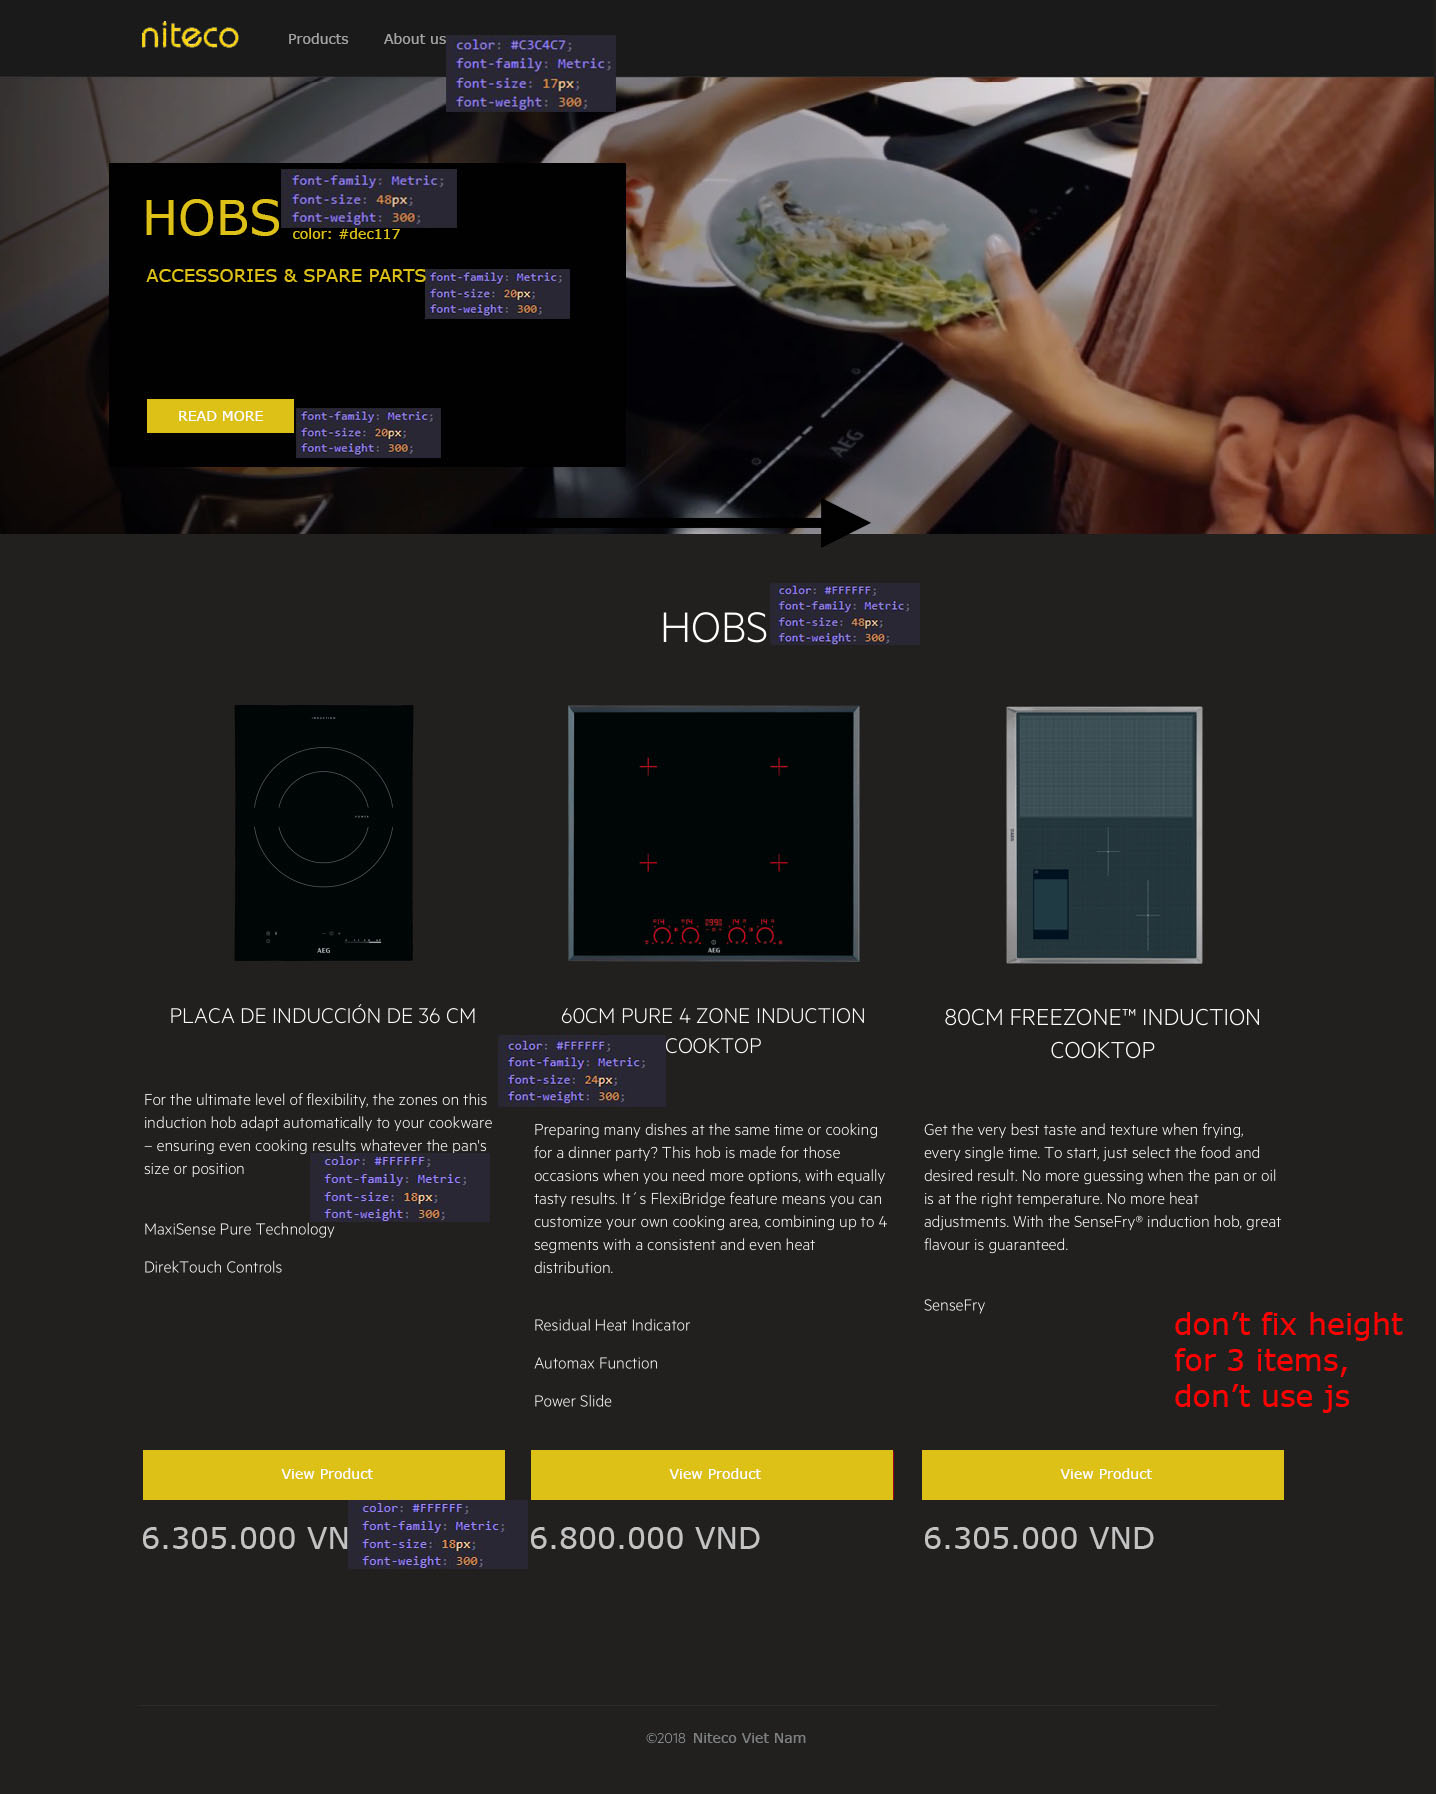 niteco
Products
About us
color: #C3C4C7;
font-family: Metric;
font-size: 17px;
font-weight: 300;
HOBS
font-family: Metric;
font-size: 48px;
font-weight: 300;
color: #dec117
ACCESSORIES & SPARE PARTS
font-family: Metric;
font-size: 20px;
font-weight: 300;
READ MORE
font-family: Metric;
font-size: 20px;
font-weight: 300;
AEG
HOBS
color: #FFFFFF;
font-family: Metric;
font-size: 48px;
font-weight: 300;
INDUCTION
POWER
AEG
AEG
PLACA DE INDUCCIÓN DE 36 CM
For the ultimate level of flexibility, the zones on this
induction hob adapt automatically to your cookware
– ensuring even cooking results whatever the pan's
size or position
color: #FFFFFF;
font-family: Metric;
font-size: 18px;
font-weight: 300;
MaxiSense Pure Technology
DirekTouch Controls
60CM PURE 4 ZONE INDUCTION
COOKTOP
color: #FFFFFF;
font-family: Metric;
font-size: 24px;
font-weight: 300;
Preparing many dishes at the same time or cooking
for a dinner party? This hob is made for those
occasions when you need more options, with equally
tasty results. It´s FlexiBridge feature means you can
customize your own cooking area, combining up to 4
segments with a consistent and even heat
distribution.
Residual Heat Indicator
Automax Function
Power Slide
80CM FREEZONE™ INDUCTION
COOKTOP
Get the very best taste and texture when frying,
every single time. To start, just select the food and
desired result. No more guessing when the pan or oil
is at the right temperature. No more heat
adjustments. With the SenseFry® induction hob, great
flavour is guaranteed.
SenseFry
don’t fix height
for 3 items,
don’t use js
View Product
View Product
View Product
color: #FFFFFF;
font-family: Metric;
font-size: 18px;
font-weight: 300;
6.305.000 VN
6.800.000 VND
6.305.000 VND
©2018 Niteco Viet Nam